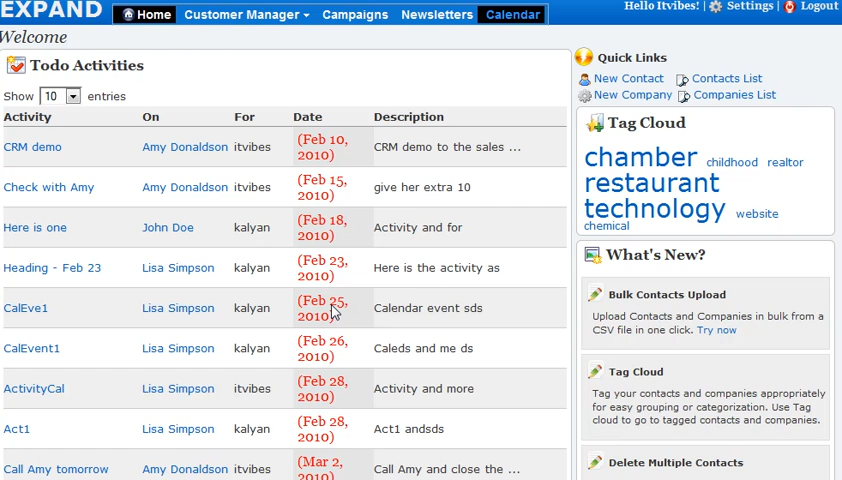 EXPAND
Home Customer Manager Campaigns Newsletters Calendar
Hello Itvibes! Settings | Logout
Welcome
Todo Activities
Show 10 entries
Activity On For Date Description
CRM demo Amy Donaldson itvibes (Feb 10, 2010) CRM demo to the sales ...
Check with Amy Amy Donaldson itvibes (Feb 15, 2010) give her extra 10
Here is one John Doe kalyan (Feb 18, 2010) Activity and for
Heading - Feb 23 Lisa Simpson kalyan (Feb 23, 2010) Here is the activity as
CalEve1 Lisa Simpson kalyan (Feb 25, 2010) Calendar event sds
CalEvent1 Lisa Simpson kalyan (Feb 26, 2010) Caleds and me ds
ActivityCal Lisa Simpson itvibes (Feb 28, 2010) Activity and more
Act1 Lisa Simpson kalyan (Feb 28, 2010) Act1 andsds
Call Amy tomorrow Amy Donaldson itvibes (Mar 2, 2010) Call Amy and close the ...
Quick Links
New Contact Contacts List
New Company Companies List
Tag Cloud
chamber childhood realtor
restaurant
technology website
chemical
What's New?
Bulk Contacts Upload
Upload Contacts and Companies in bulk from a
CSV file in one click. Try now
Tag Cloud
Tag your contacts and companies appropriately
for easy grouping or categorization. Use Tag
cloud to go to tagged contacts and companies.
Delete Multiple Contacts